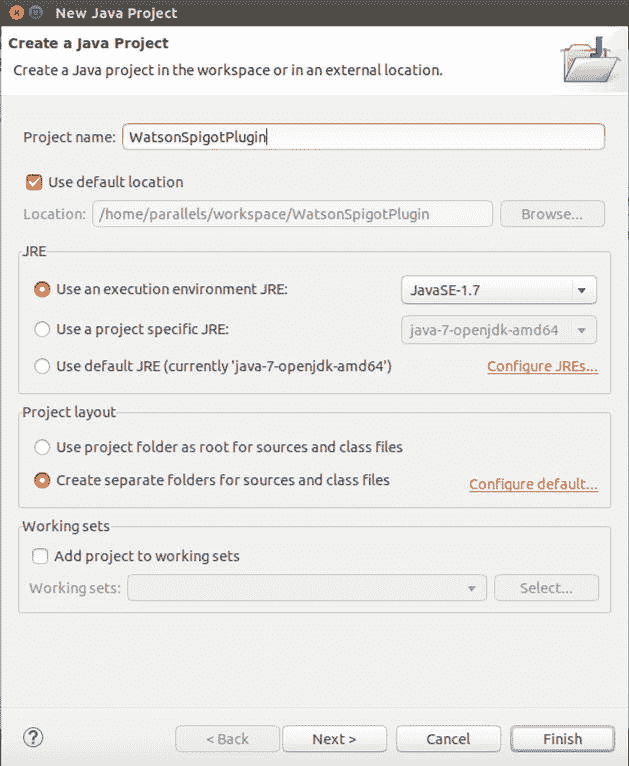 New Java Project
Create a Java Project
Create a Java project in the workspace or in an external location.
Project name: WatsonSpigotPlugin
Use default location
Location: /home/parallels/workspace/WatsonSpigotPlugin Browse...
JRE
Use an execution environment JRE: JavaSE-1.7
Use a project specific JRE: java-7-openjdk-amd64
Use default JRE (currently 'java-7-openjdk-amd64') Configure JREs...
Project layout
Use project folder as root for sources and class files
Create separate folders for sources and class files Configure default...
Working sets
Add project to working sets
Working sets: Select...
? < Back Next > Cancel Finish